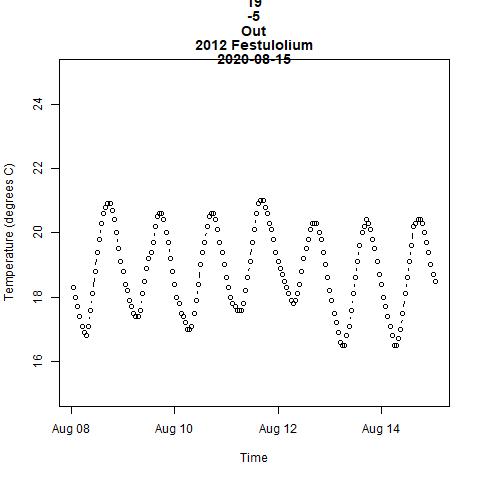 19
-5
Out
2012 Festulolium
2020-08-15
24
22
20
18
16
Temperature (degrees C)
Aug 08
Aug 10
Aug 12
Aug 14
Time